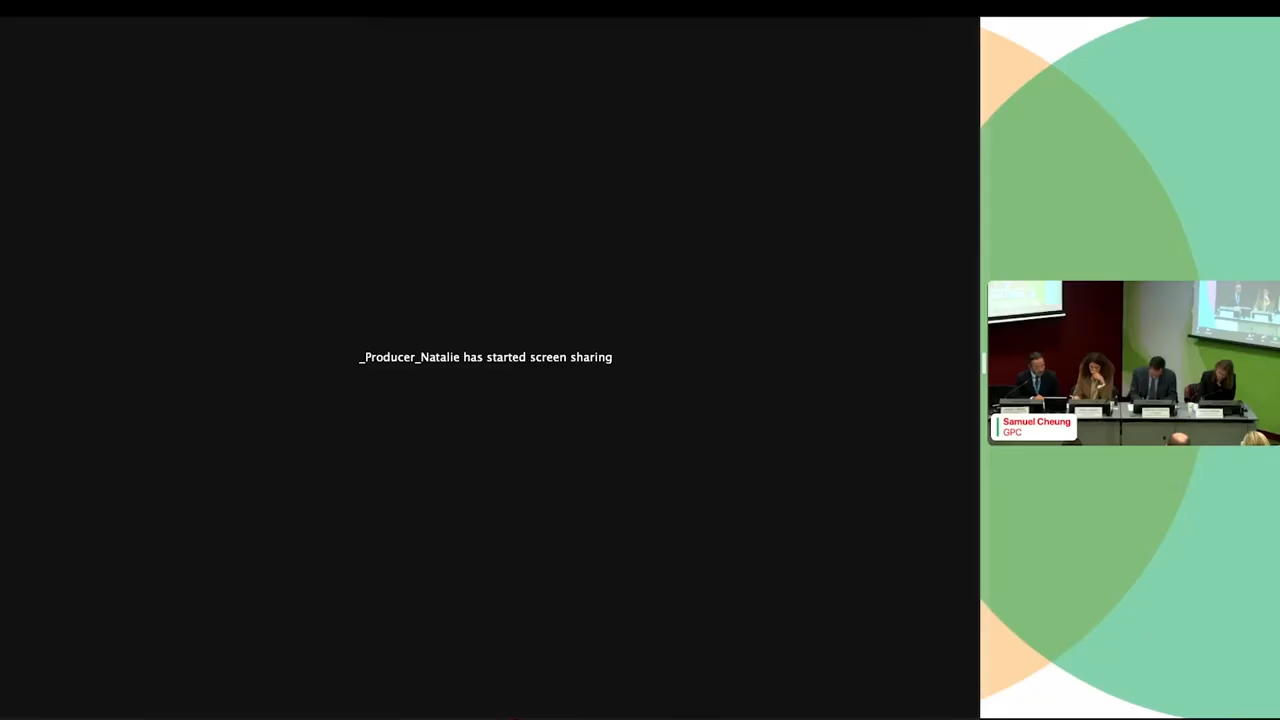 _Producer_Natalie has started screen sharing
Samuel Cheung
GPC